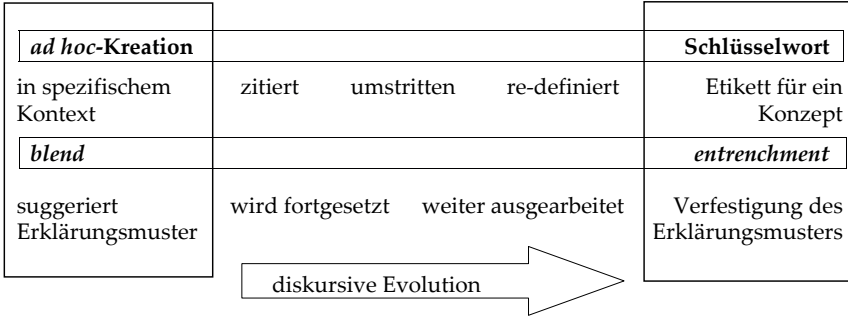 ad hoc-Kreation Schlüsselwort
in spezifischem zitiert umstritten re-definiert Etikett für ein
Kontext Konzept
blend entrenchment
suggeriert wird fortgesetzt weiter ausgearbeitet Verfestigung des
Erklärungsmuster Erklärungsmusters
diskursive Evolution